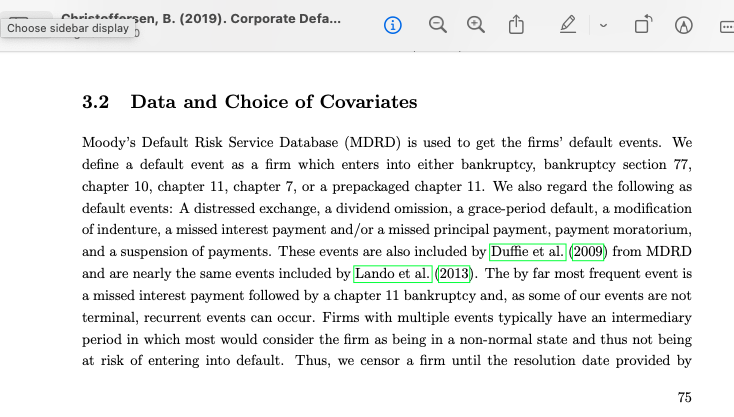 Christoffersen, B. (2019). Corporate Defa...
Choose sidebar display
3.2 Data and Choice of Covariates
Moody's Default Risk Service Database (MDRD) is used to get the firms' default events. We
define a default event as a firm which enters into either bankruptcy, bankruptcy section 77,
chapter 10, chapter 11, chapter 7, or a prepackaged chapter 11. We also regard the following as
default events: A distressed exchange, a dividend omission, a grace-period default, a modification
of indenture, a missed interest payment and/or a missed principal payment, payment moratorium,
and a suspension of payments. These events are also included by Duffie et al. (2009) from MDRD
and are nearly the same events included by Lando et al. (2013). The by far most frequent event is
a missed interest payment followed by a chapter 11 bankruptcy and, as some of our events are not
terminal, recurrent events can occur. Firms with multiple events typically have an intermediary
period in which most would consider the firm as being in a non-normal state and thus not being
at risk of entering into default. Thus, we censor a firm until the resolution date provided by
75